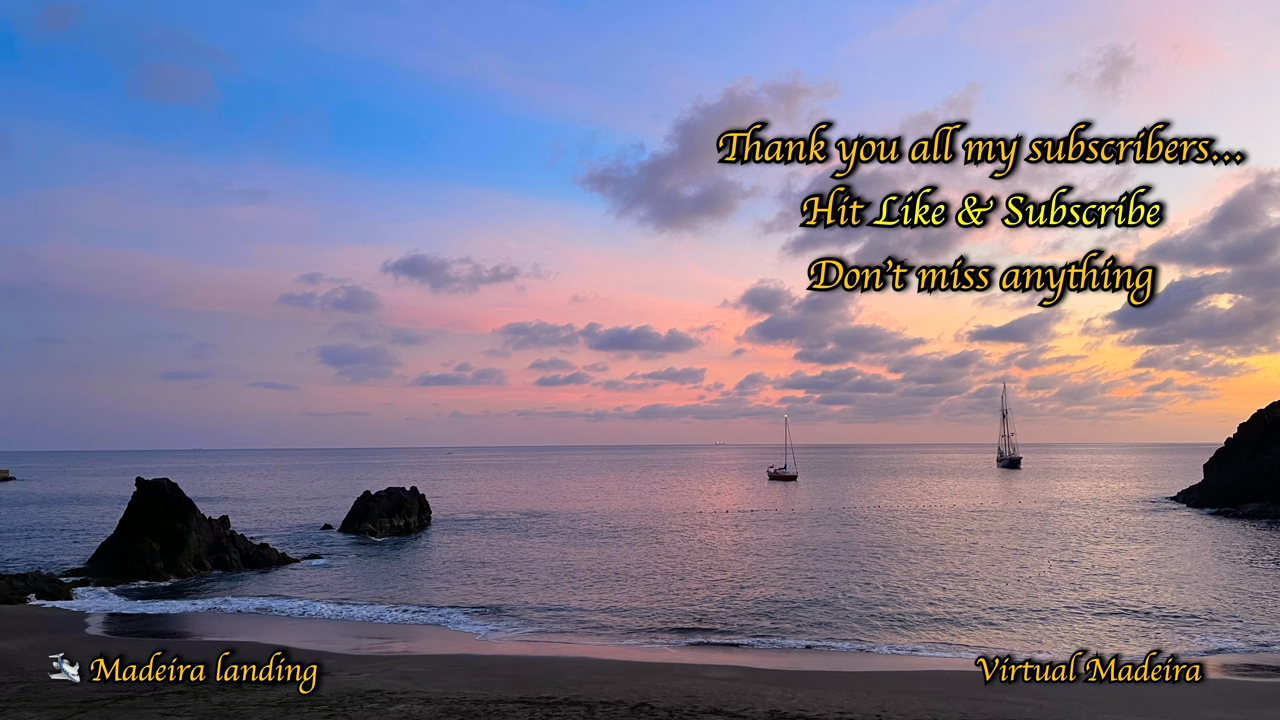 Thank you all my subscribers...
Hit Like & Subscribe
Don't miss anything
Madeira landing
Virtual Madeira